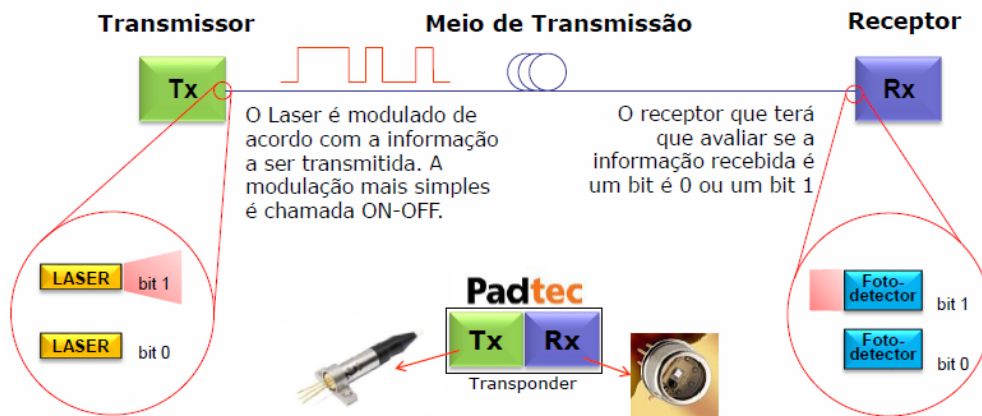 Transmissor
Meio de Transmissão
Receptor
Tx
Rx
O Laser é modulado de
acordo com a informação
a ser transmitida. A
modulação mais simples
é chamada ON-OFF.
O receptor que terá
que avaliar se a
informação recebida é
um bit é 0 ou um bit 1
LASER
bit 1
LASER
bit 0
Padtec
Tx
Rx
Transponder
Foto-
detector
bit 1
Foto-
detector
bit 0